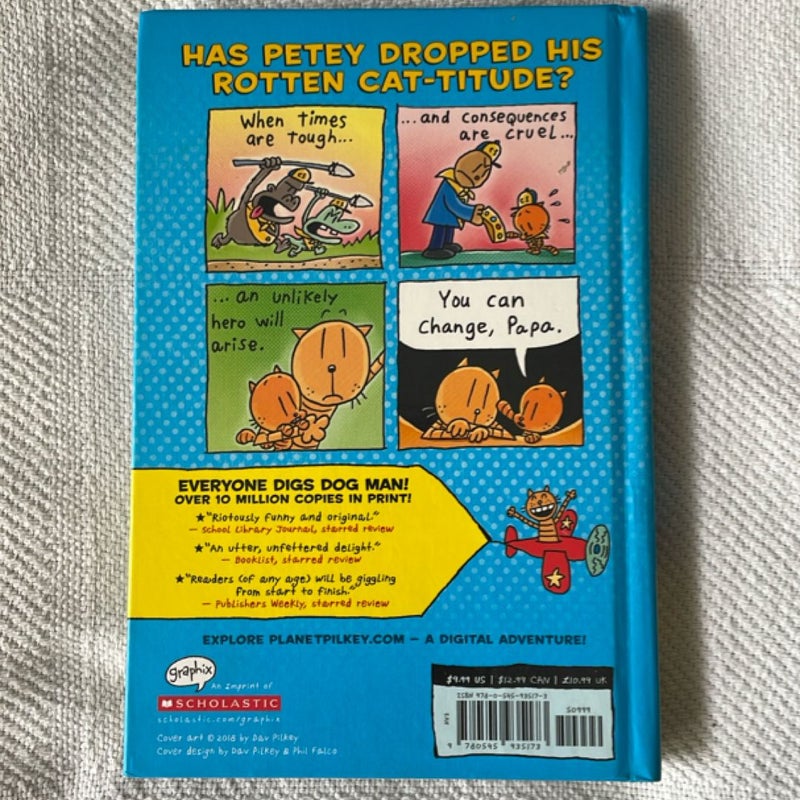 HAS PETEY DROPPED HIS
ROTTEN CAT-TITUDE?
When times
are tough...
...and consequences
are cruel...
...an unlikely
hero will
arise.
You can
change, Papa.
EVERYONE DIGS DOG MAN!
OVER 10 MILLION COPIES IN PRINT!
★"Riotously funny and original."
— School Library Journal, starred review
★"An utter, unfettered delight."
— Booklist, starred review
★"Readers (of any age) will be giggling
from start to finish."
— Publishers Weekly, starred review
EXPLORE PLANETPILKEY.COM — A DIGITAL ADVENTURE!
graphix
An Imprint of
SCHOLASTIC
scholastic.com/graphix
Cover art © 2018 by Dav Pilkey
Cover design by Dav Pilkey & Phil Falco
$9.99 US | $12.99 CAN | £10.99 UK
ISBN 978-0-545-93517-3
50999
EAN
9 780545 935173